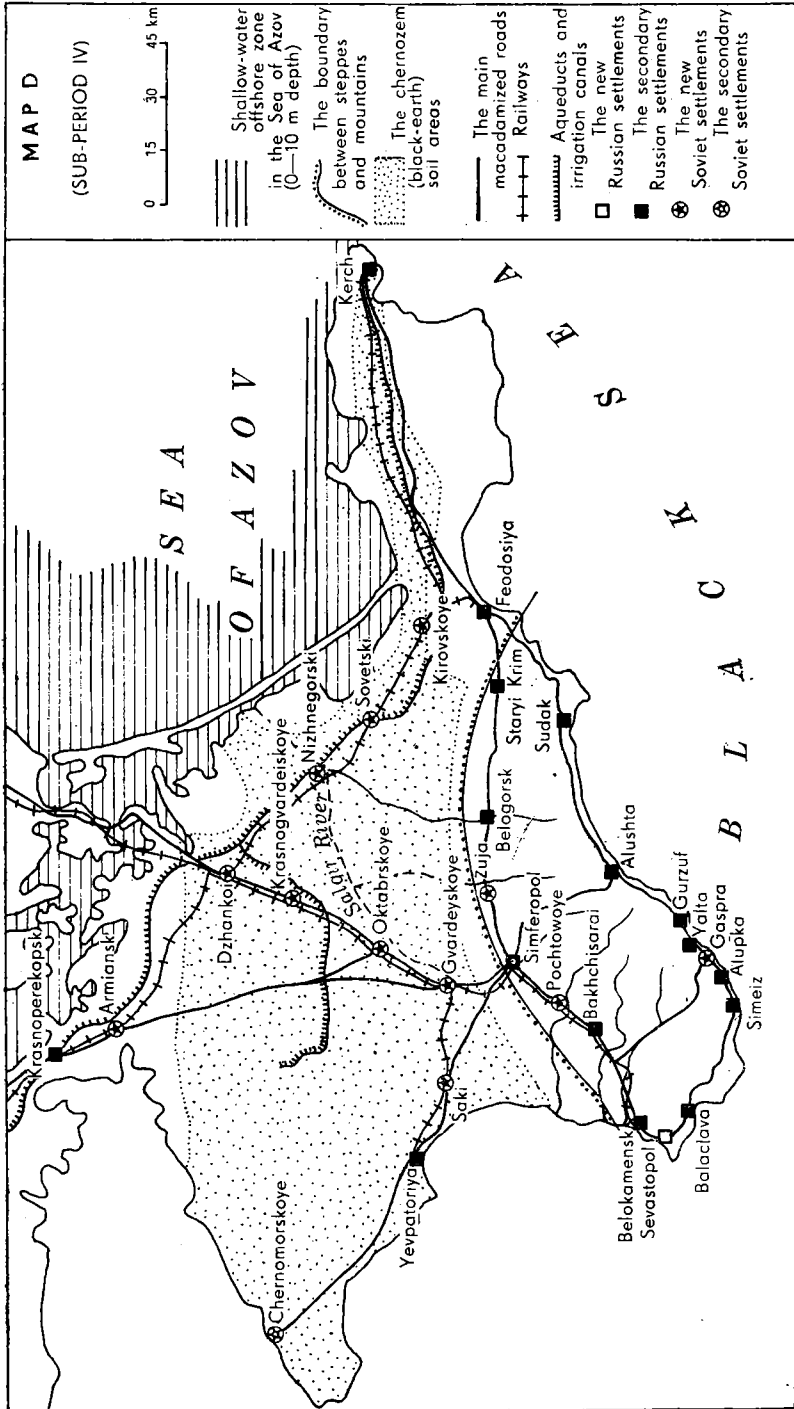 MAP D
(SUB-PERIOD IV)
0 15 30 45 km
Shallow-water
offshore zone
in the Sea of Azov
(0—10 m depth)
The boundary
between steppes
and mountains
The chernozem
(black-earth)
soil areas
The main
macadamized roads
Railways
Aqueducts and
irrigation canals
The new
Russian settlements
The secondary
Russian settlements
The new
Soviet settlements
The secondary
Soviet settlements
SEA
OF AZOV
BLACK SEA
Krasnoperekapski
Armianski
Dzhankoi
Krasnogvardeiskoye
Nizhnegorski
Sovetski
Kirovskoye
Kerch
Salgir River
Oktabrskoye
Gvardeyskoye
Chernomorskoye
Yevpatoriya
Saki
Zuja
Belogorsk
Staryi Krim
Feodosiya
Sudak
Simferopol
Pochtowoye
Bakhchisarai
Alushta
Gurzuf
Yalta
Gaspra
Alupka
Simeiz
Belokamensk
Sevastopol
Balaclava